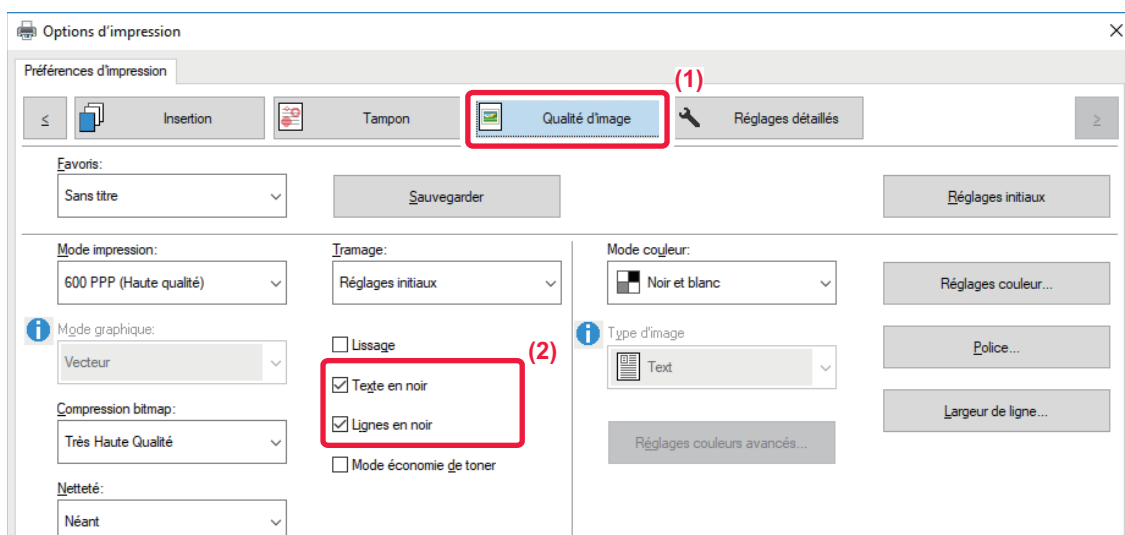 Options d'impression
Préférences d'impression
(1)
<
Insertion
Tampon
Qualité d'image
Réglages détaillés
>
Favoris:
Sans titre
Sauvegarder
Réglages initiaux
Mode impression:
Tramage:
Mode couleur:
600 PPP (Haute qualité)
Réglages initiaux
Noir et blanc
Réglages couleur...
Mode graphique:
Lissage
(2)
Type d'image
Police...
Vecteur
Text
Texte en noir
Compression bitmap:
Lignes en noir
Largeur de ligne...
Très Haute Qualité
Réglages couleurs avancés...
Mode économie de toner
Netteté:
Néant